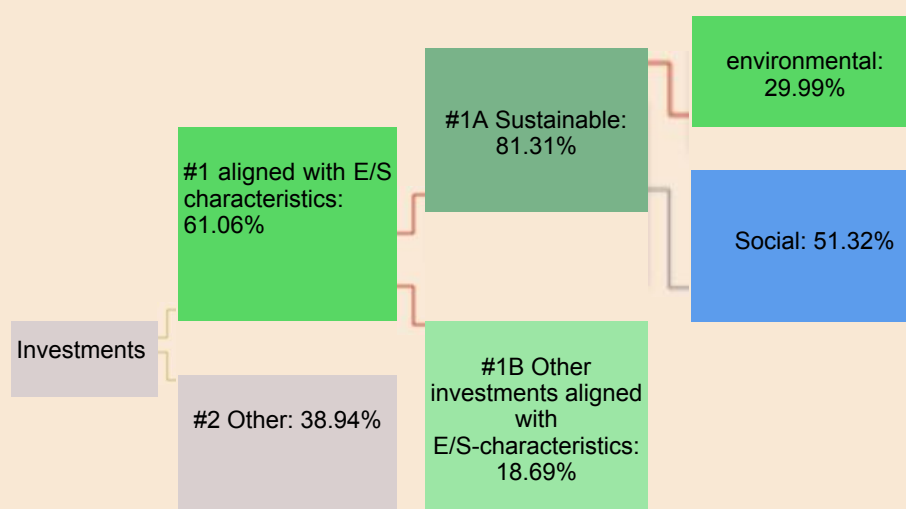 environmental:
29.99%
#1A Sustainable:
81.31%
#1 aligned with E/S
characteristics:
61.06%
Social: 51.32%
Investments
#1B Other
investments aligned
with
E/S-characteristics:
18.69%
#2 Other: 38.94%